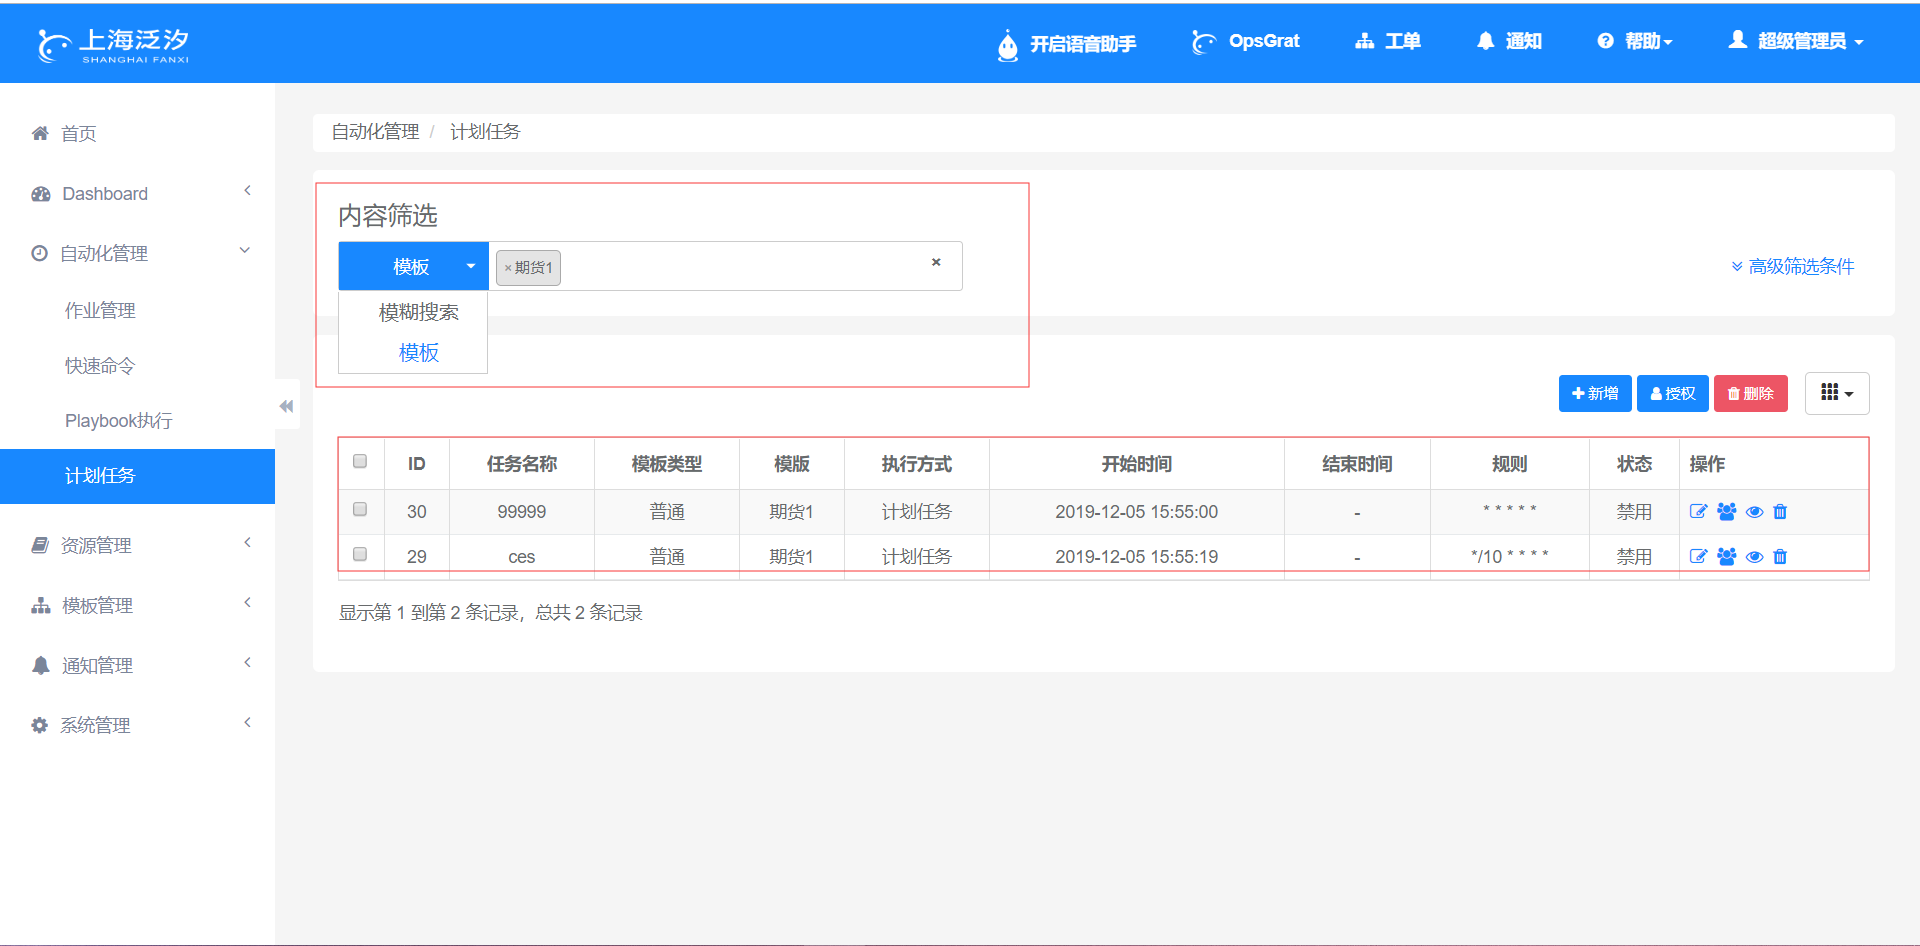 上海泛汐
SHANGHAI FANXI
开启语音助手
OpsGrat
工单
通知
帮助
超级管理员
首页
Dashboard
自动化管理
作业管理
快速命令
Playbook执行
计划任务
资源管理
模板管理
通知管理
系统管理
自动化管理 / 计划任务
内容筛选
模板
×期货1
×
模糊搜索
模板
高级筛选条件
新增
授权
删除
ID 任务名称 模板类型 模版 执行方式 开始时间 结束时间 规则 状态 操作
30 99999 普通 期货1 计划任务 2019-12-05 15:55:00 - * * * * * 禁用
29 ces 普通 期货1 计划任务 2019-12-05 15:55:19 - */10 * * * * 禁用
显示第 1 到第 2 条记录，总共 2 条记录